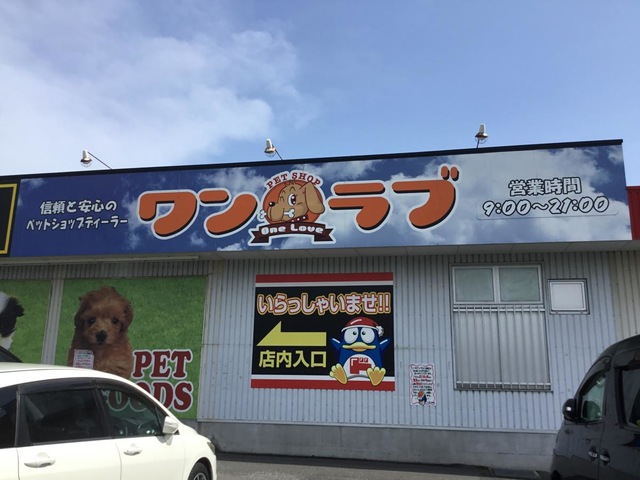 信頼と安心の
ペットショップディーラー
ワンラブ
PET SHOP
One Love
営業時間
9:00～21:00
いらっしゃいませ!!
店内入口
PET
FOODS